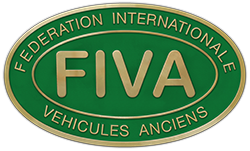 FEDERATION INTERNATIONALE
FIVA
VEHICULES ANCIENS